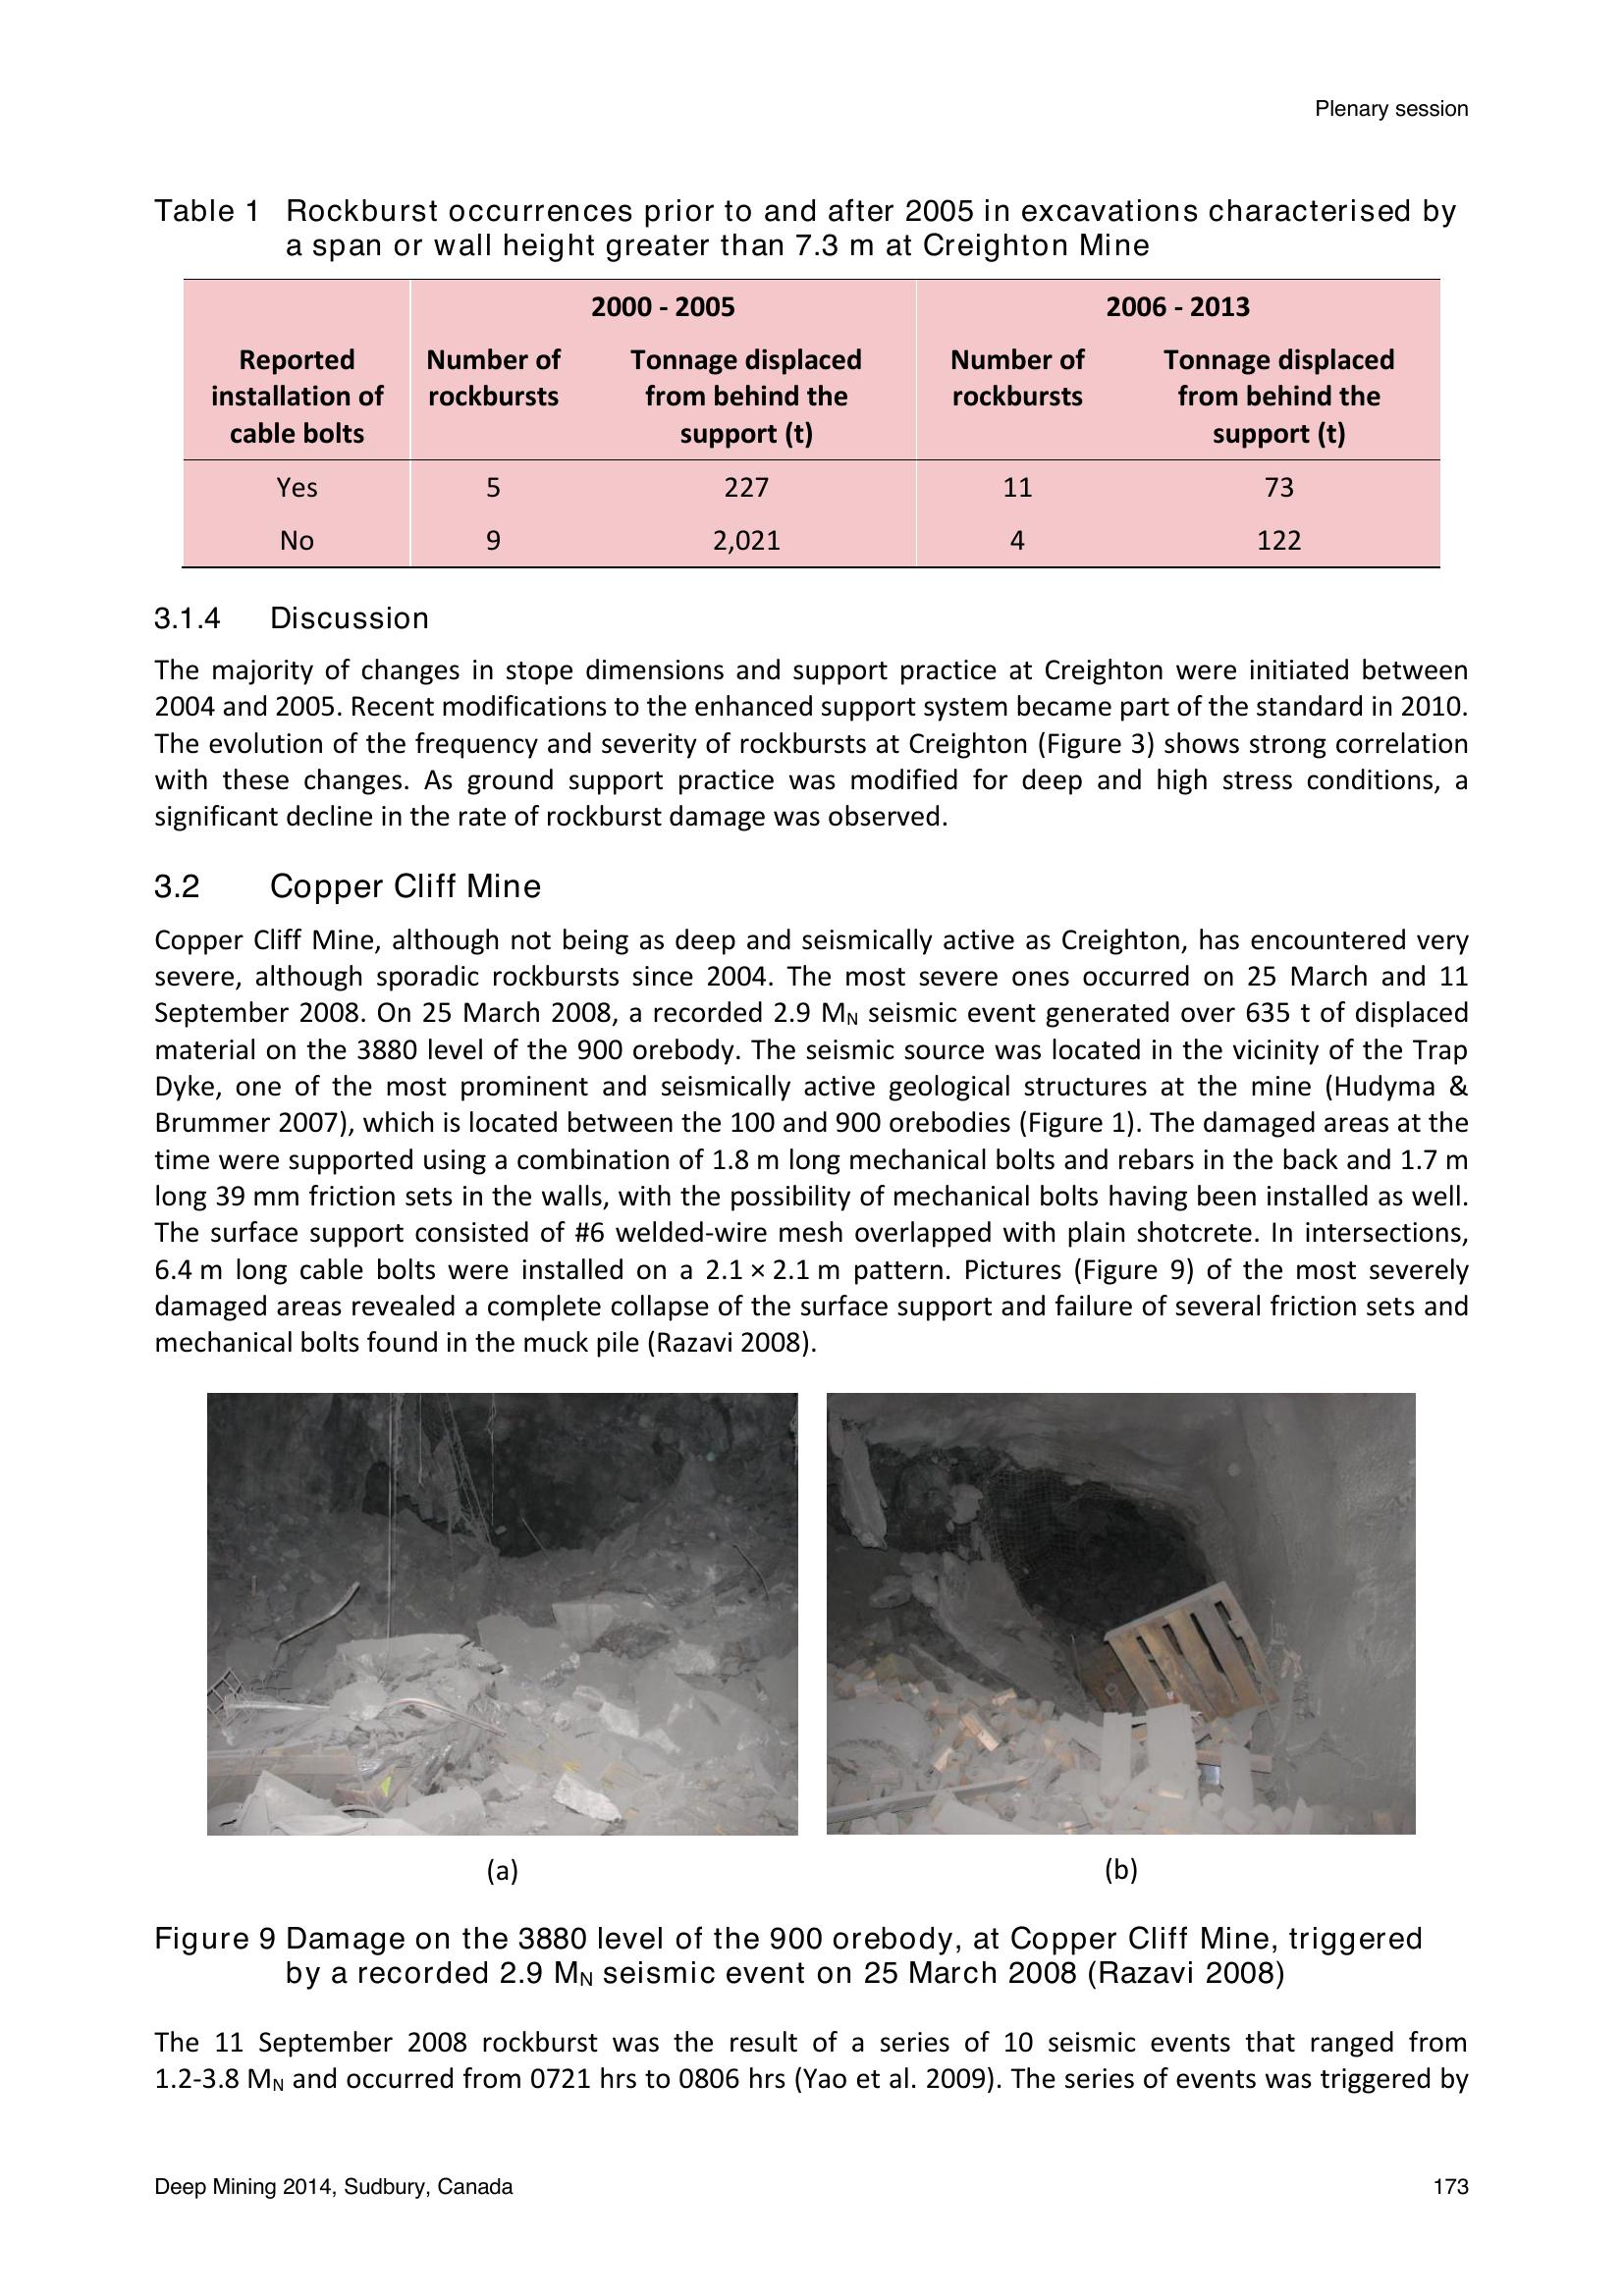 Plenary session
Table 1 Rockburst occurrences prior to and after 2005 in excavations characterised by
a span or wall height greater than 7.3 m at Creighton Mine
2000 - 2005 2006 - 2013
Reported Number of Tonnage displaced Number of Tonnage displaced
installation of rockbursts from behind the rockbursts from behind the
cable bolts support (t) support (t)
Yes 5 227 11 73
No 9 2,021 4 122
3.1.4 Discussion
The majority of changes in stope dimensions and support practice at Creighton were initiated between
2004 and 2005. Recent modifications to the enhanced support system became part of the standard in 2010.
The evolution of the frequency and severity of rockbursts at Creighton (Figure 3) shows strong correlation
with these changes. As ground support practice was modified for deep and high stress conditions, a
significant decline in the rate of rockburst damage was observed.
3.2 Copper Cliff Mine
Copper Cliff Mine, although not being as deep and seismically active as Creighton, has encountered very
severe, although sporadic rockbursts since 2004. The most severe ones occurred on 25 March and 11
September 2008. On 25 March 2008, a recorded 2.9 MN seismic event generated over 635 t of displaced
material on the 3880 level of the 900 orebody. The seismic source was located in the vicinity of the Trap
Dyke, one of the most prominent and seismically active geological structures at the mine (Hudyma &
Brummer 2007), which is located between the 100 and 900 orebodies (Figure 1). The damaged areas at the
time were supported using a combination of 1.8 m long mechanical bolts and rebars in the back and 1.7 m
long 39 mm friction sets in the walls, with the possibility of mechanical bolts having been installed as well.
The surface support consisted of #6 welded-wire mesh overlapped with plain shotcrete. In intersections,
6.4 m long cable bolts were installed on a 2.1 × 2.1 m pattern. Pictures (Figure 9) of the most severely
damaged areas revealed a complete collapse of the surface support and failure of several friction sets and
mechanical bolts found in the muck pile (Razavi 2008).
(a) (b)
Figure 9 Damage on the 3880 level of the 900 orebody, at Copper Cliff Mine, triggered
by a recorded 2.9 MN seismic event on 25 March 2008 (Razavi 2008)
The 11 September 2008 rockburst was the result of a series of 10 seismic events that ranged from
1.2-3.8 MN and occurred from 0721 hrs to 0806 hrs (Yao et al. 2009). The series of events was triggered by
Deep Mining 2014, Sudbury, Canada 173